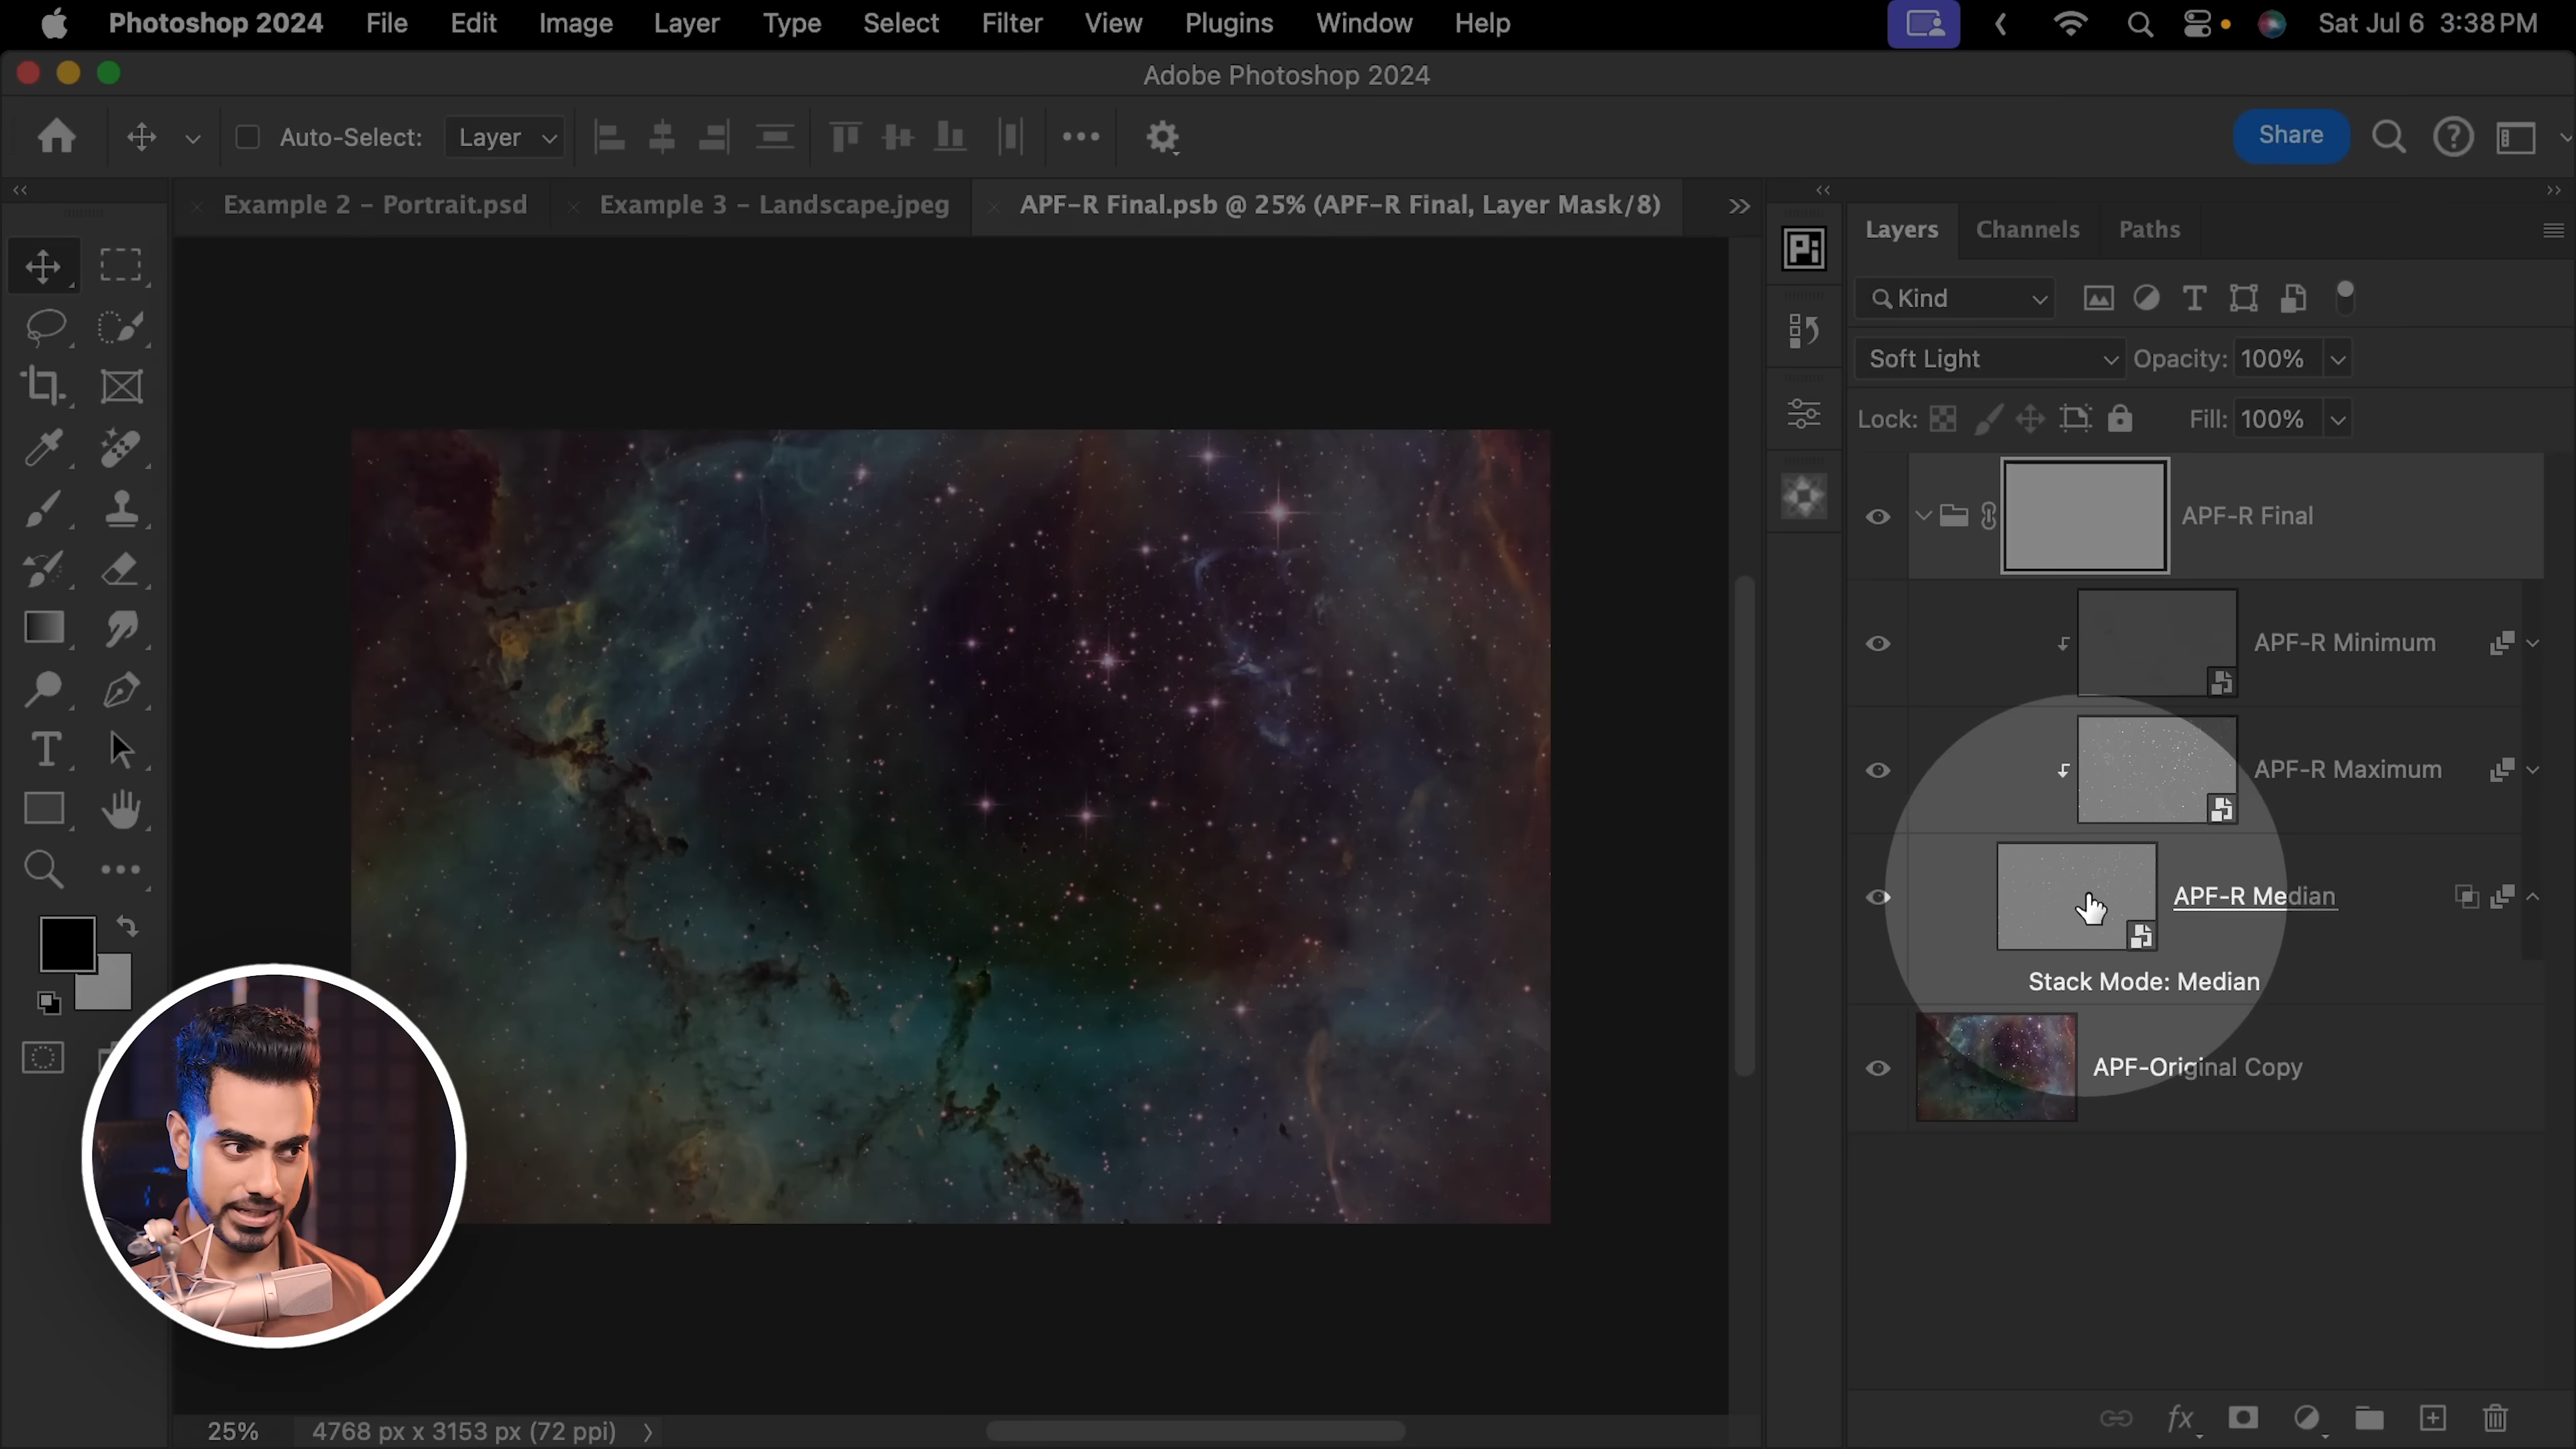 Photoshop 2024 File Edit Image Layer Type Select Filter View Plugins Window Help Sat Jul 6 3:38 PM
Adobe Photoshop 2024
Auto-Select: Layer Share
Example 2 – Portrait.psd Example 3 – Landscape.jpeg APF-R Final.psb @ 25% (APF-R Final, Layer Mask/8)
Pi
Layers Channels Paths
Kind
Soft Light Opacity: 100%
Lock: Fill: 100%
APF-R Final
APF-R Minimum
APF-R Maximum
APF-R Median
Stack Mode: Median
APF-Original Copy
fx
25% 4768 px x 3153 px (72 ppi)